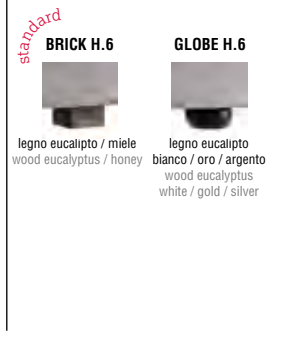 standard
BRICK H.6
legno eucalipto / miele
wood eucalyptus / honey
GLOBE H.6
legno eucalipto
bianco / oro / argento
wood eucalyptus
white / gold / silver